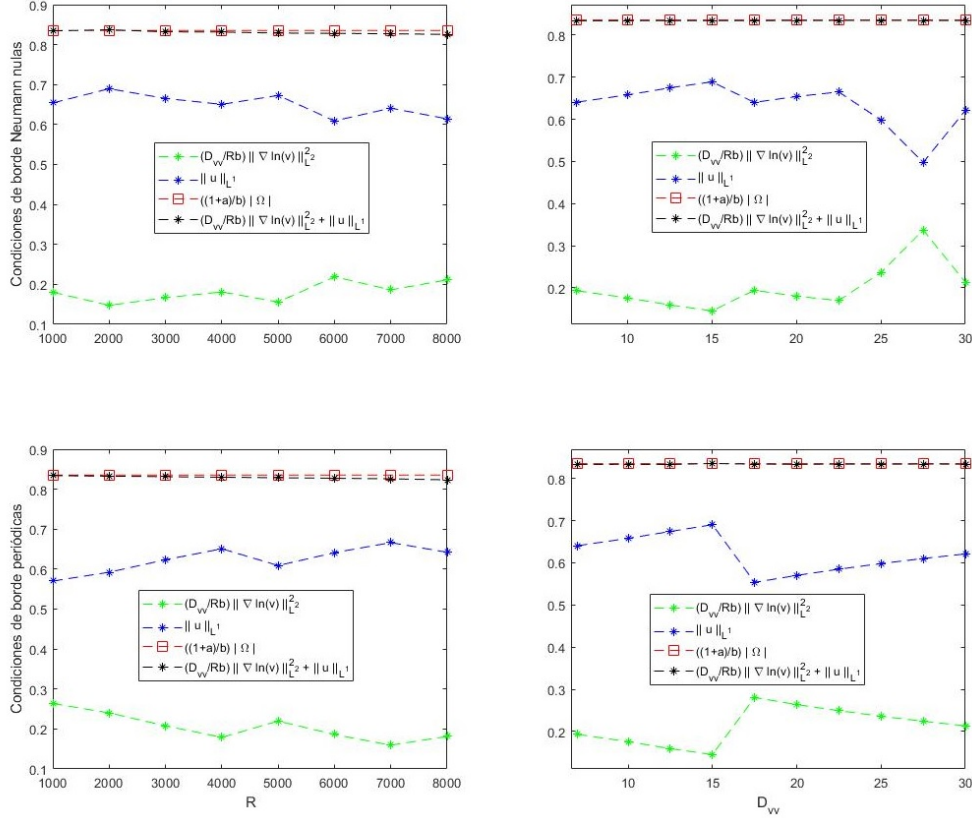 Condiciones de borde Neumann nulas
0.9
0.8
0.7
0.6
0.5
0.4
0.3
0.2
0.1
(D_vv/Rb) || ∇ ln(v) ||²_L²
|| u ||_L¹
((1+a)/b) | Ω |
(D_vv/Rb) || ∇ ln(v) ||²_L² + || u ||_L¹
1000 2000 3000 4000 5000 6000 7000 8000
0.8
0.7
0.6
0.5
0.4
0.3
0.2
(D_vv/Rb) || ∇ ln(v) ||²_L²
|| u ||_L¹
((1+a)/b) | Ω |
(D_vv/Rb) || ∇ ln(v) ||²_L² + || u ||_L¹
10 15 20 25 30
Condiciones de borde periódicas
0.9
0.8
0.7
0.6
0.5
0.4
0.3
0.2
0.1
(D_vv/Rb) || ∇ ln(v) ||²_L²
|| u ||_L¹
((1+a)/b) | Ω |
(D_vv/Rb) || ∇ ln(v) ||²_L² + || u ||_L¹
1000 2000 3000 4000 5000 6000 7000 8000
R
0.8
0.7
0.6
0.5
0.4
0.3
0.2
(D_vv/Rb) || ∇ ln(v) ||²_L²
|| u ||_L¹
((1+a)/b) | Ω |
(D_vv/Rb) || ∇ ln(v) ||²_L² + || u ||_L¹
10 15 20 25 30
D_vv